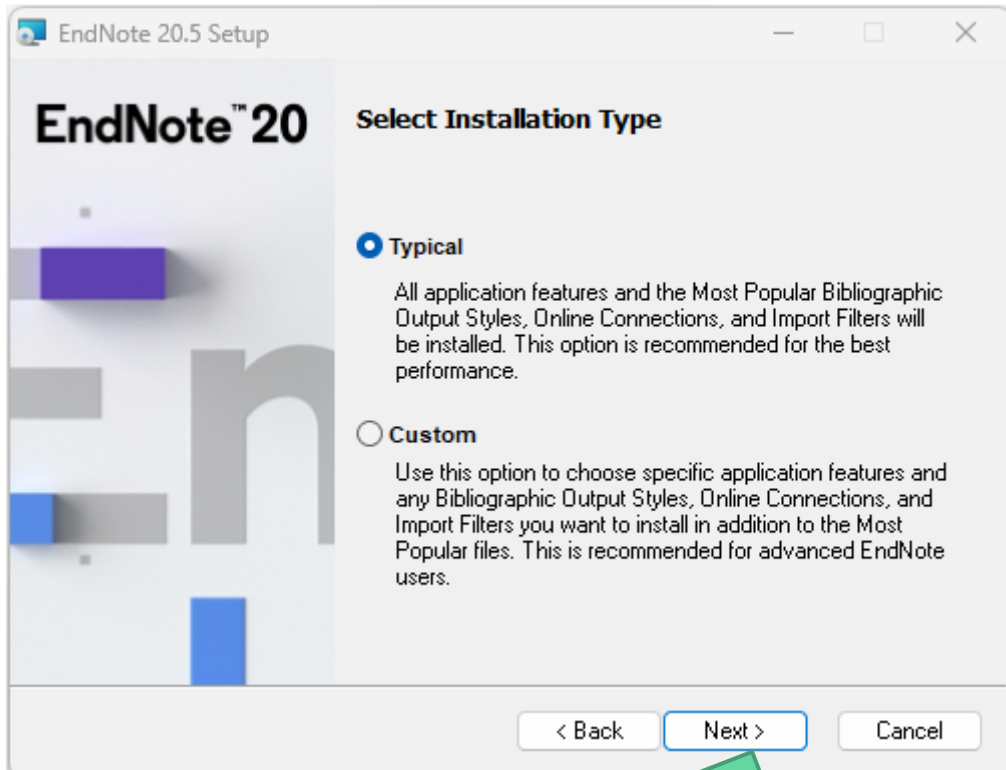 EndNote 20.5 Setup
EndNote™20
Select Installation Type
Typical
All application features and the Most Popular Bibliographic
Output Styles, Online Connections, and Import Filters will
be installed. This option is recommended for the best
performance.
Custom
Use this option to choose specific application features and
any Bibliographic Output Styles, Online Connections, and
Import Filters you want to install in addition to the Most
Popular files. This is recommended for advanced EndNote
users.
En
< Back
Next >
Cancel